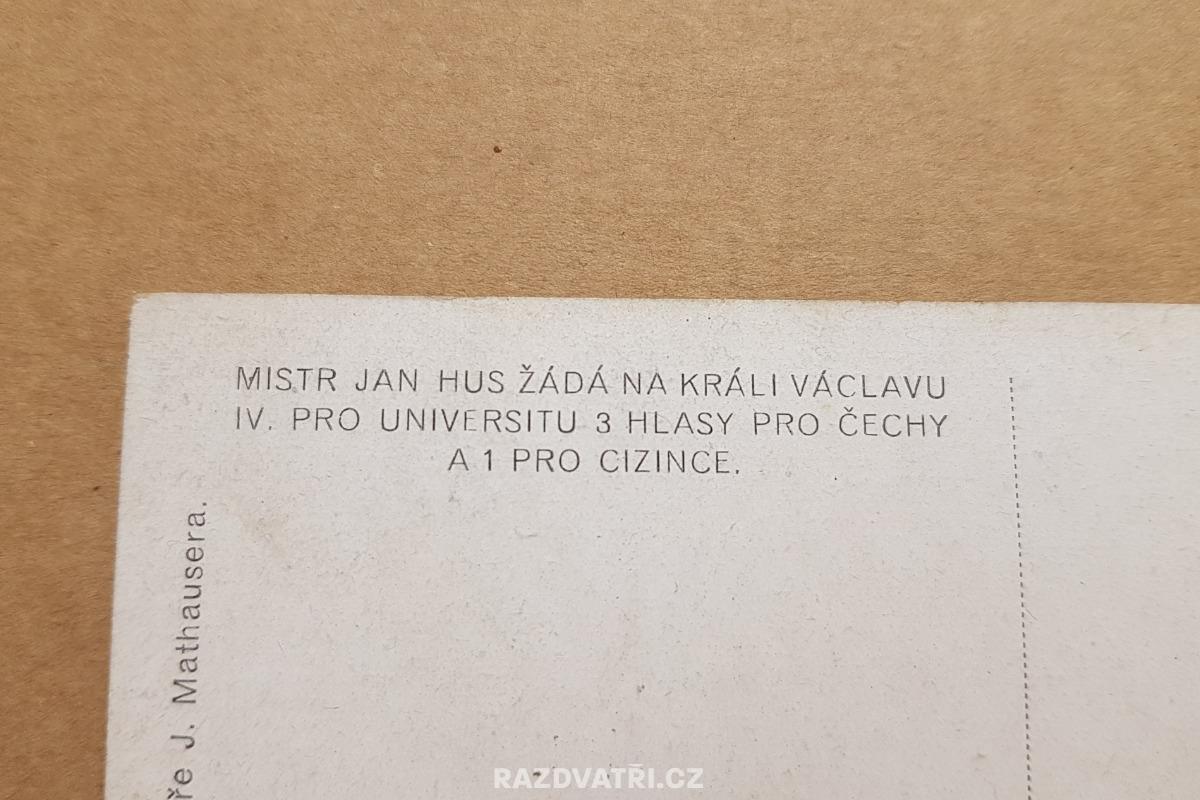 MISTR JAN HUS ŽÁDÁ NA KRÁLI VÁCLAVU
IV. PRO UNIVERSITU 3 HLASY PRO ČECHY
A 1 PRO CIZINCE.
J. Mathausera.
RAZDVATŘI.CZ